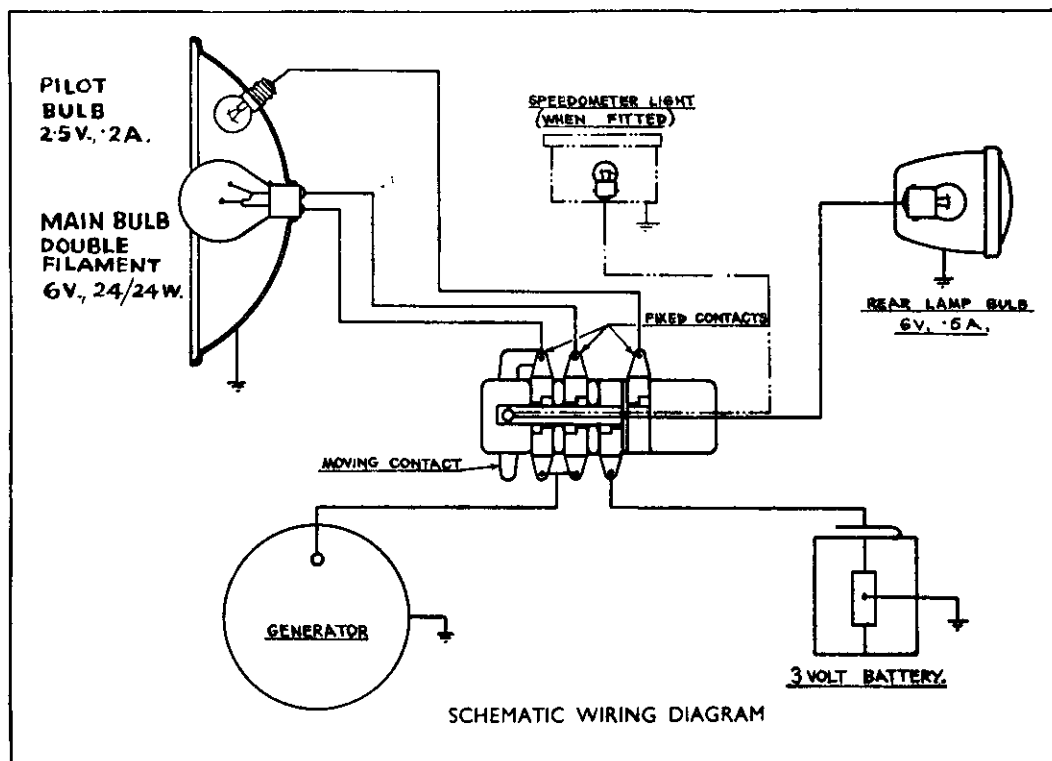 PILOT
BULB
2·5V., ·2A.
SPEEDOMETER LIGHT
(WHEN FITTED)
MAIN BULB
DOUBLE
FILAMENT
6V., 24/24W.
REAR LAMP BULB
6V, ·5A.
FIXED CONTACTS
MOVING CONTACT
GENERATOR
3 VOLT BATTERY.
SCHEMATIC WIRING DIAGRAM